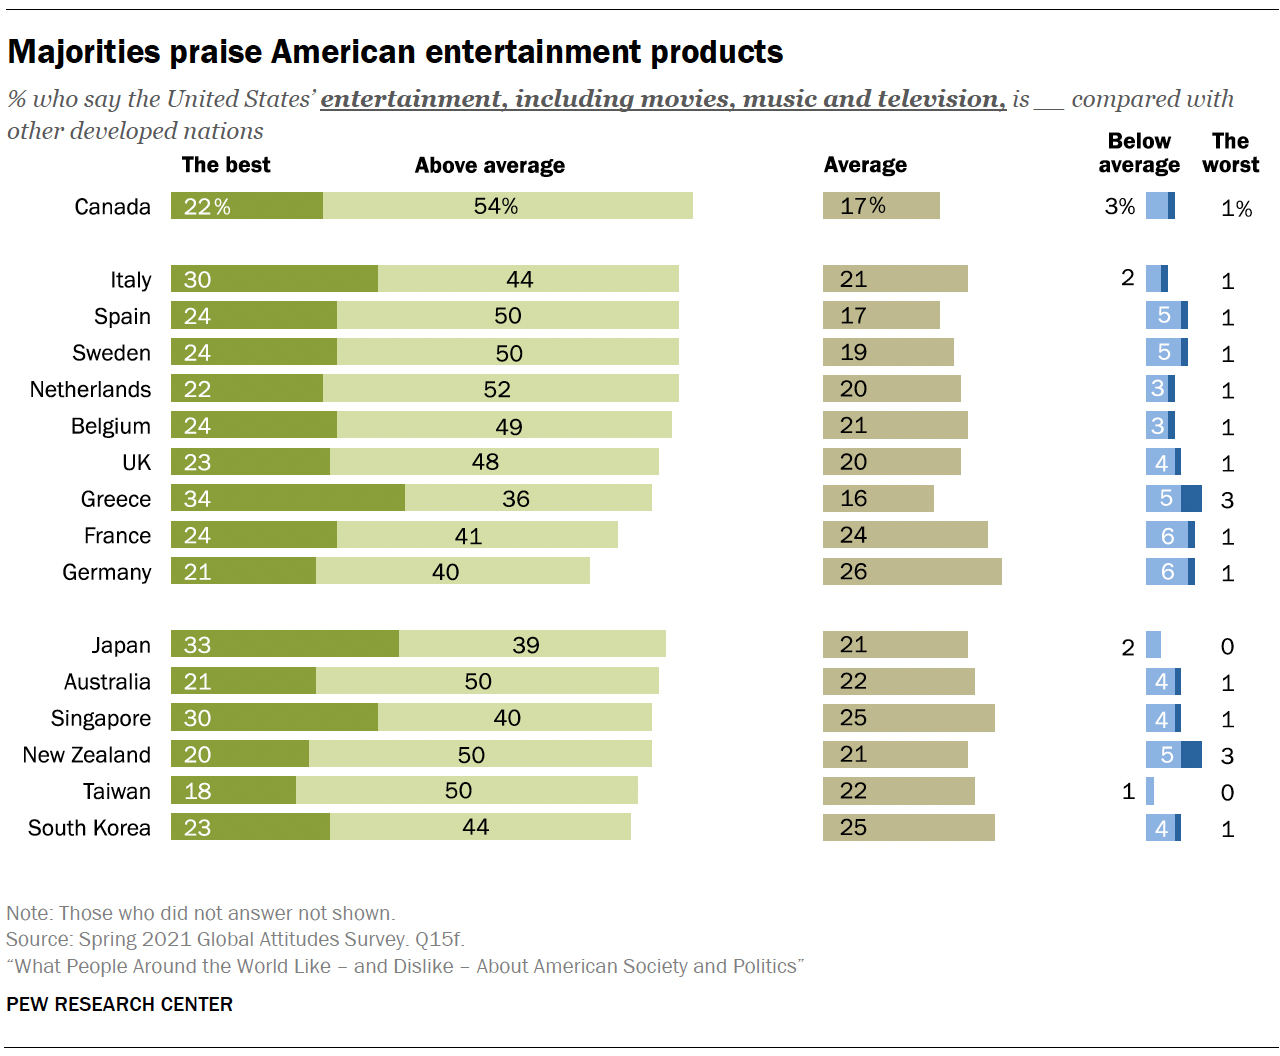 Majorities praise American entertainment products
% who say the United States’ entertainment, including movies, music and television, is __ compared with
other developed nations
The best Above average Average Below average The worst
Canada 22% 54% 17% 3% 1%
Italy 30 44 21 2 1
Spain 24 50 17 5 1
Sweden 24 50 19 5 1
Netherlands 22 52 20 3 1
Belgium 24 49 21 3 1
UK 23 48 20 4 1
Greece 34 36 16 5 3
France 24 41 24 6 1
Germany 21 40 26 6 1
Japan 33 39 21 2 0
Australia 21 50 22 4 1
Singapore 30 40 25 4 1
New Zealand 20 50 21 5 3
Taiwan 18 50 22 1 0
South Korea 23 44 25 4 1
Note: Those who did not answer not shown.
Source: Spring 2021 Global Attitudes Survey. Q15f.
“What People Around the World Like – and Dislike – About American Society and Politics”
PEW RESEARCH CENTER